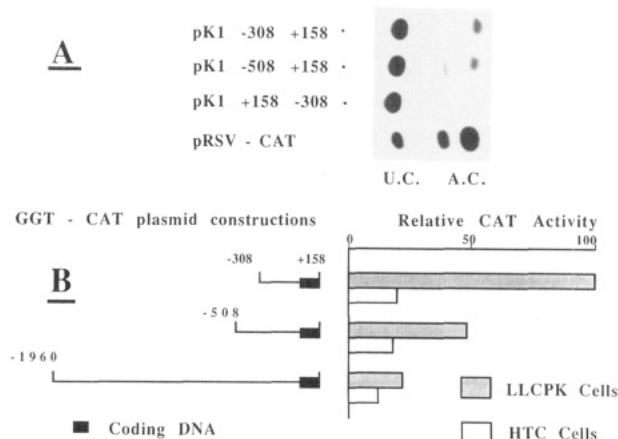 A
pK1 -308 +158
pK1 -508 +158
pK1 +158 -308
pRSV - CAT
U.C. A.C.
GGT - CAT plasmid constructions
Relative CAT Activity
0 50 100
B
-308 +158
-508
-1960
LLCPK Cells
HTC Cells
Coding DNA